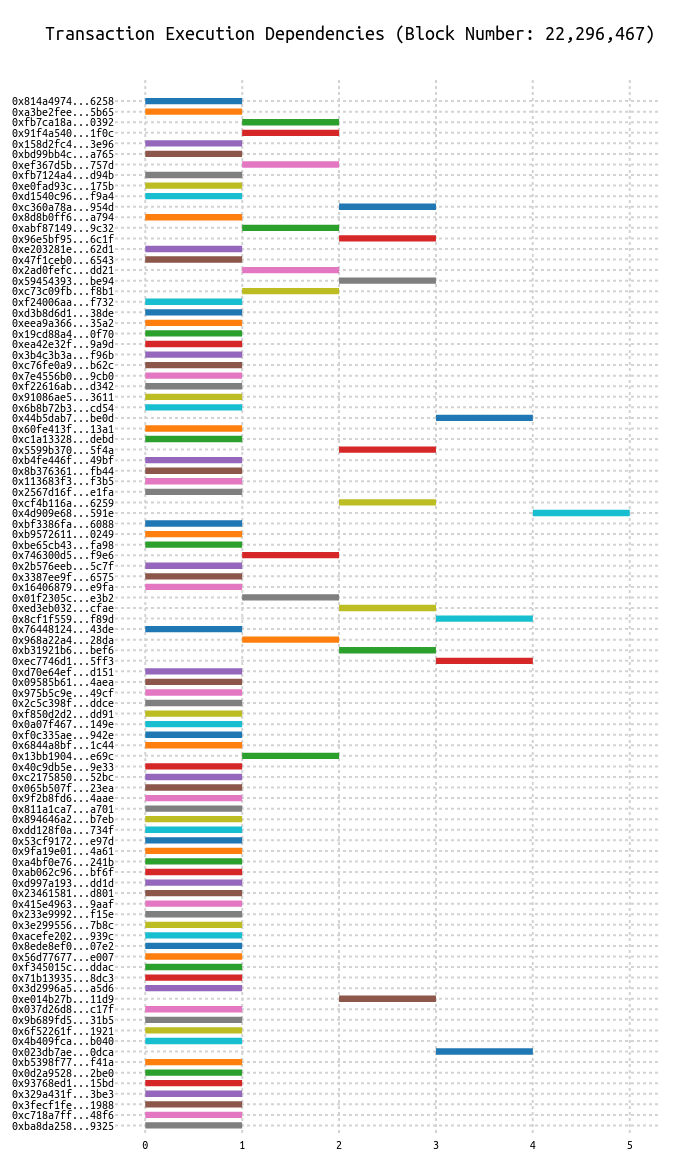 Transaction Execution Dependencies (Block Number: 22,296,467)
0x814a4974...6258
0xa3be2fee...5b65
0xfb7ca18a...0392
0x91f4a540...1f0c
0x158d2fc4...3e96
0xbd99bb4c...a765
0xef367d5b...757d
0xfb7124a4...d94b
0xe0fad93c...175b
0xd1540c96...f9a4
0xc360a78a...954d
0x8d8b0ff6...a794
0xabf87149...9c32
0x96e5bf95...6c1f
0xe203281e...62d1
0x47f1ceb0...6543
0x2ad0fefc...dd21
0x59454393...be94
0xc73c09fb...f8b1
0xf24006aa...f732
0xd3b8d6d1...38de
0xeea9a366...35a2
0x19cd88a4...0f70
0xea42e32f...9a9d
0x3b4c3b3a...f96b
0xc76fe0a9...b62c
0x7e4556b0...9cb0
0xf22616ab...d342
0x91086ae5...3611
0x6b8b72b3...cd54
0x44b5dab7...be0d
0x60fe413f...13a1
0xc1a13328...debd
0x5599b370...5f4a
0xb4fe446f...49bf
0x8b376361...fb44
0x113683f3...f3b5
0x2567d16f...e1fa
0xcf4b116a...6259
0x4d909e68...591e
0xbf3386fa...6088
0xb9572611...0249
0xbe65cb43...fa98
0x746300d5...f9e6
0x2b576eeb...5c7f
0x3387ee9f...6575
0x16406879...e9fa
0x01f2305c...e3b2
0xed3eb032...cfae
0x8cf1f559...f89d
0x76448124...43de
0x968a22a4...28da
0xb31921b6...bef6
0xec7746d1...5ff3
0xd70e64ef...d151
0x09585b61...4aea
0x975b5c9e...49cf
0x2c5c398f...ddce
0xf850d2d2...dd91
0x0a07f467...149e
0xf0c335ae...942e
0x6844a8bf...1c44
0x13bb1904...e69c
0x40c9db5e...9e33
0xc2175850...52bc
0x065b507f...23ea
0x9f2b8fd6...4aae
0x811a1ca7...a701
0x894646a2...b7eb
0xdd128f0a...734f
0x53cf9172...e97d
0x9fa19e01...4a61
0xa4bf0e76...241b
0xab062c96...bf6f
0xd997a193...dd1d
0x23461581...d801
0x415e4963...9aaf
0x233e9992...f15e
0x3e299556...7b8c
0xacefe202...939c
0x8ede8ef0...07e2
0x56d77677...e007
0xf345015c...ddac
0x71b13935...8dc3
0x3d2996a5...a5d6
0xe014b27b...11d9
0x037d26d8...c17f
0x9b689fd5...31b5
0x6f52261f...1921
0x4b409fca...b040
0x023db7ae...0dca
0xb5398f77...f41a
0x0d2a9528...2be0
0x93768ed1...15bd
0x329a431f...3be3
0x3fecf1fe...1988
0xc718a7ff...48f6
0xba8da258...9325
0 1 2 3 4 5